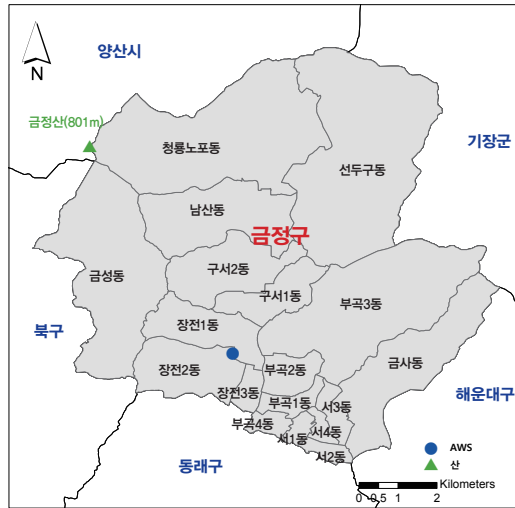 N
양산시
금정산(801m)
청룡노포동
기장군
선두구동
남산동
금정구
금성동
구서2동
구서1동
부곡3동
북구
장전1동
장전2동
부곡2동
금사동
장전3동
부곡1동
서3동
해운대구
부곡4동
서1동
서4동
서2동
동래구
AWS
산
Kilometers
0 0.5 1 2